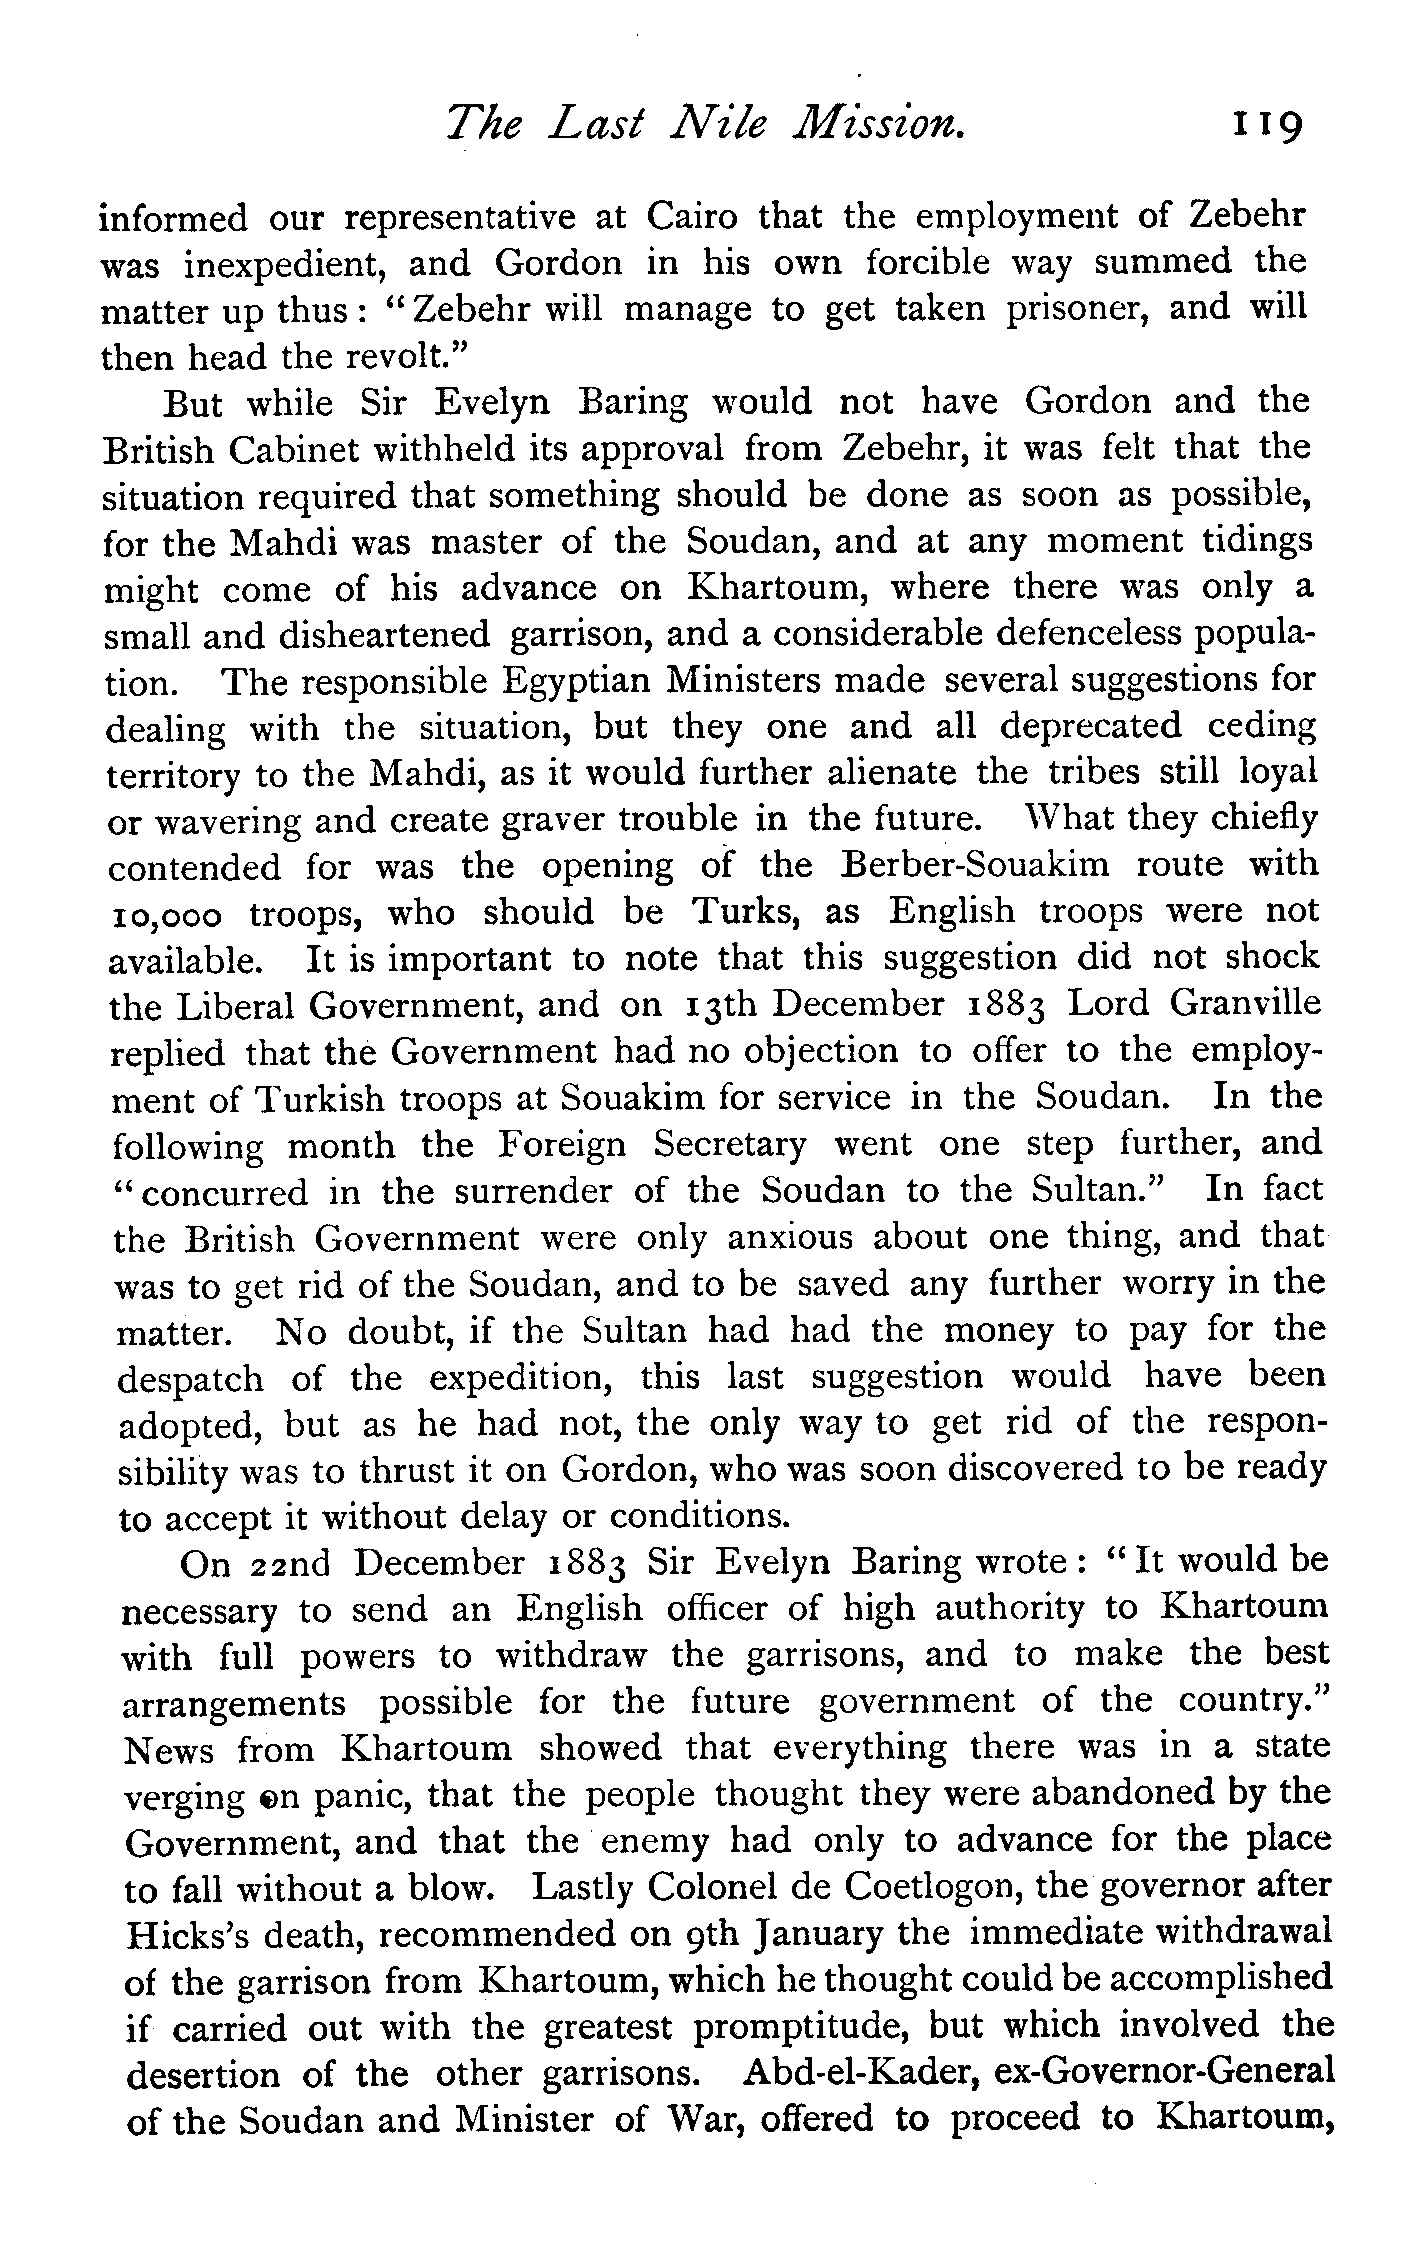 The Last Nile Mission. 119
informed our representative at Cairo that the employment of Zebehr
was inexpedient, and Gordon in his own forcible way summed the
matter up thus : “ Zebehr will manage to get taken prisoner, and will
then head the revolt.”
But while Sir Evelyn Baring would not have Gordon and the
British Cabinet withheld its approval from Zebehr, it was felt that the
situation required that something should be done as soon as possible,
for the Mahdi was master of the Soudan, and at any moment tidings
might come of his advance on Khartoum, where there was only a
small and disheartened garrison, and a considerable defenceless popula-
tion. The responsible Egyptian Ministers made several suggestions for
dealing with the situation, but they one and all deprecated ceding
territory to the Mahdi, as it would further alienate the tribes still loyal
or wavering and create graver trouble in the future. What they chiefly
contended for was the opening of the Berber-Souakim route with
10,000 troops, who should be Turks, as English troops were not
available. It is important to note that this suggestion did not shock
the Liberal Government, and on 13th December 1883 Lord Granville
replied that the Government had no objection to offer to the employ-
ment of Turkish troops at Souakim for service in the Soudan. In the
following month the Foreign Secretary went one step further, and
“ concurred in the surrender of the Soudan to the Sultan.” In fact
the British Government were only anxious about one thing, and that
was to get rid of the Soudan, and to be saved any further worry in the
matter. No doubt, if the Sultan had had the money to pay for the
despatch of the expedition, this last suggestion would have been
adopted, but as he had not, the only way to get rid of the respon-
sibility was to thrust it on Gordon, who was soon discovered to be ready
to accept it without delay or conditions.
On 22nd December 1883 Sir Evelyn Baring wrote : “ It would be
necessary to send an English officer of high authority to Khartoum
with full powers to withdraw the garrisons, and to make the best
arrangements possible for the future government of the country.”
News from Khartoum showed that everything there was in a state
verging on panic, that the people thought they were abandoned by the
Government, and that the enemy had only to advance for the place
to fall without a blow. Lastly Colonel de Coetlogon, the governor after
Hicks’s death, recommended on 9th January the immediate withdrawal
of the garrison from Khartoum, which he thought could be accomplished
if carried out with the greatest promptitude, but which involved the
desertion of the other garrisons. Abd-el-Kader, ex-Governor-General
of the Soudan and Minister of War, offered to proceed to Khartoum,